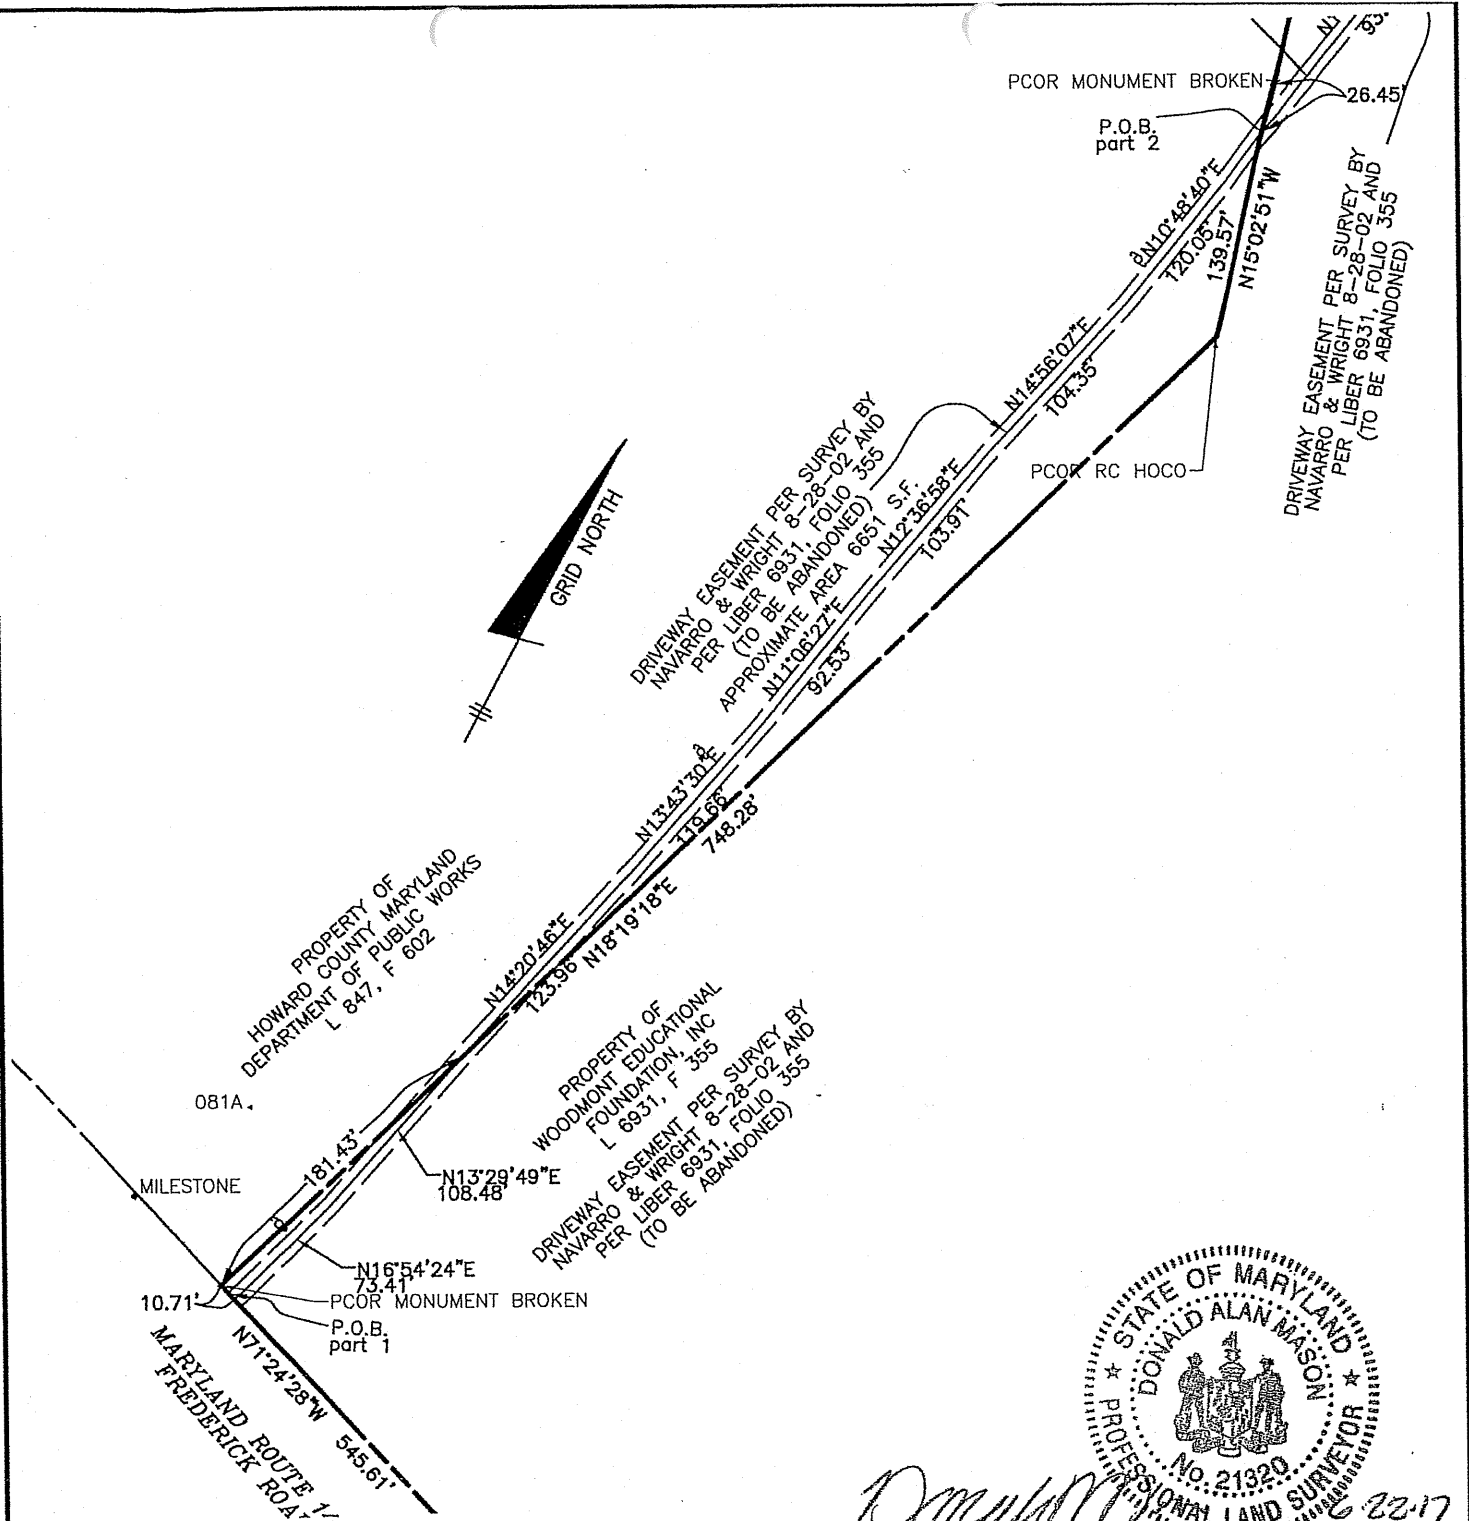 PCOR MONUMENT BROKEN
26.45'
P.O.B.
part 2
N10°48'40"E
120.05'
139.57'
N15°02'51"W
DRIVEWAY EASEMENT PER SURVEY BY
NAVARRO & WRIGHT 8-28-02 AND
PER LIBER 6931, FOLIO 355
(TO BE ABANDONED)
N14°56'07"E
104.35'
PCOR RC HOCO
GRID NORTH
DRIVEWAY EASEMENT PER SURVEY BY
NAVARRO & WRIGHT 8-28-02 AND
PER LIBER 6931, FOLIO 355
(TO BE ABANDONED)
APPROXIMATE AREA 6651 S.F.
N12°36'58"E
103.91'
N11°06'27"E
92.53'
N13°43'30"E
119.66'
748.28'
N18°19'18"E
PROPERTY OF
HOWARD COUNTY MARYLAND
DEPARTMENT OF PUBLIC WORKS
L 847, F 602
N14°20'46"E
123.96'
PROPERTY OF
WOODMONT EDUCATIONAL
FOUNDATION, INC
L 6931, F 355
DRIVEWAY EASEMENT PER SURVEY BY
NAVARRO & WRIGHT 8-28-02 AND
PER LIBER 6931, FOLIO 355
(TO BE ABANDONED)
081A
MILESTONE
181.43'
N13°29'49"E
108.48'
N16°54'24"E
73.41'
10.71'
PCOR MONUMENT BROKEN
P.O.B.
part 1
N71°24'28"W 545.61'
MARYLAND ROUTE
FREDERICK
STATE OF MARYLAND
DONALD ALAN MASON
No. 21320
PROFESSIONAL LAND SURVEYOR
6-22-17